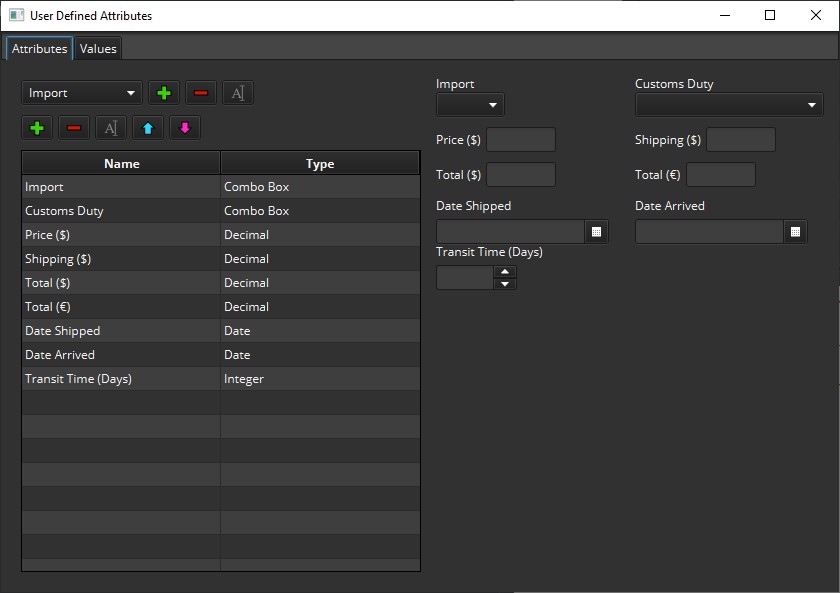 User Defined Attributes
Attributes Values
Import
Name Type
Import Combo Box
Customs Duty Combo Box
Price ($) Decimal
Shipping ($) Decimal
Total ($) Decimal
Total (€) Decimal
Date Shipped Date
Date Arrived Date
Transit Time (Days) Integer
Import Customs Duty
Price ($) Shipping ($)
Total ($) Total (€)
Date Shipped Date Arrived
Transit Time (Days)